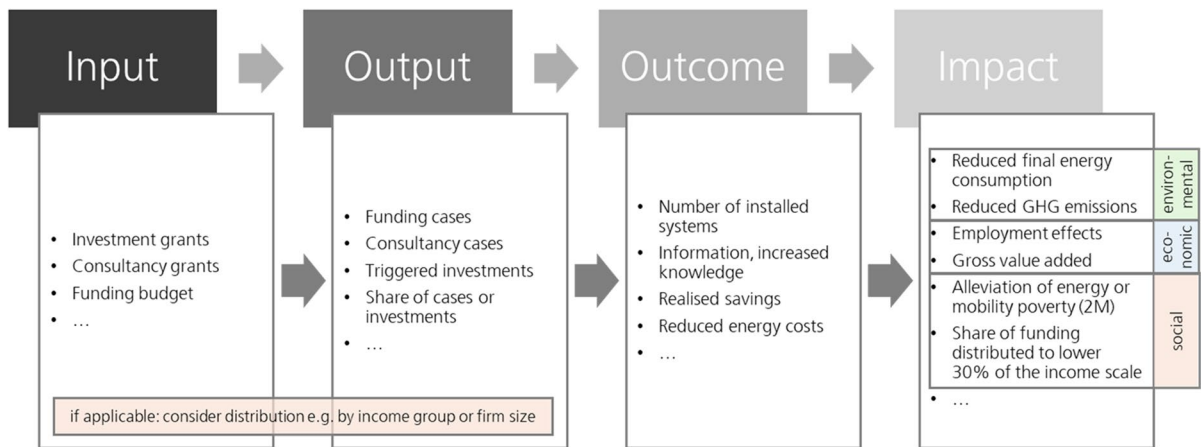 Input
Output
Outcome
Impact
• Investment grants
• Consultancy grants
• Funding budget
• ...
• Funding cases
• Consultancy cases
• Triggered investments
• Share of cases or
investments
• ...
if applicable: consider distribution e.g. by income group or firm size
• Number of installed
systems
• Information, increased
knowledge
• Realised savings
• Reduced energy costs
• ...
• Reduced final energy
consumption
• Reduced GHG emissions
environ-
mental
• Employment effects
• Gross value added
eco-
nomic
• Alleviation of energy or
mobility poverty (2M)
• Share of funding
distributed to lower
30% of the income scale
social
• ...